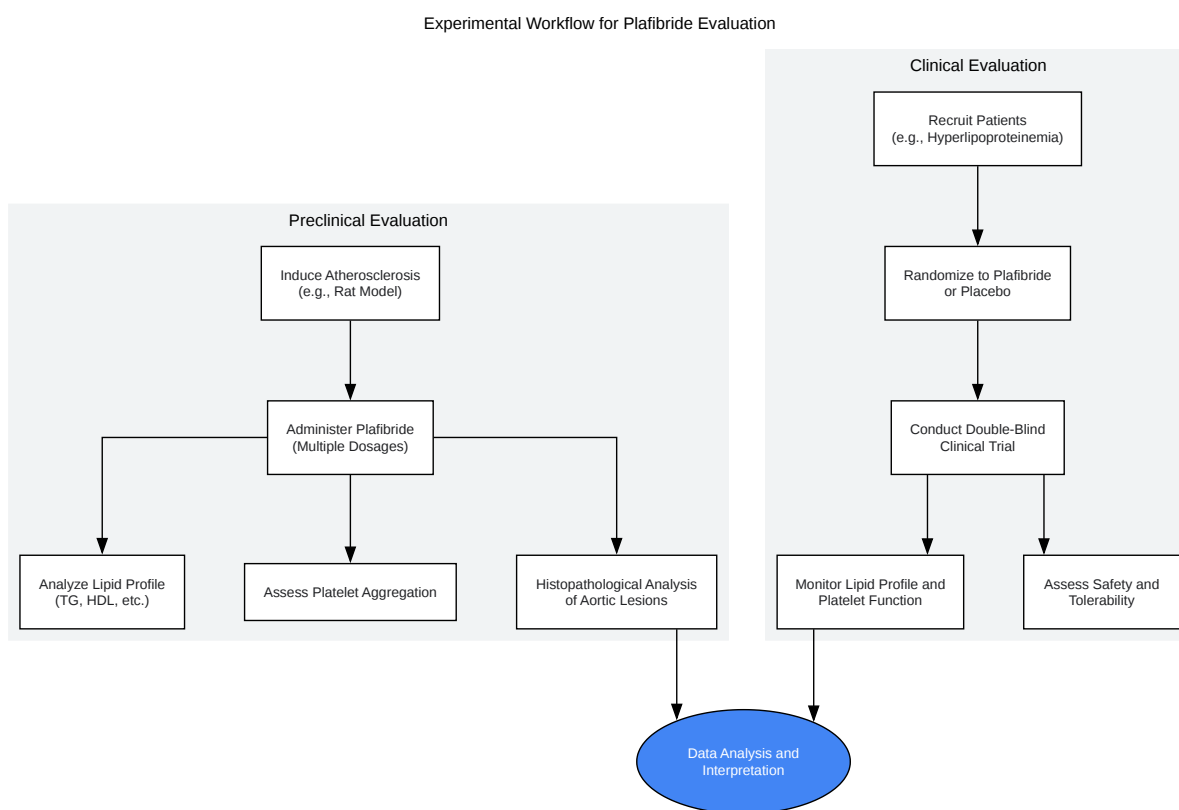 Experimental Workflow for Plafibride Evaluation
Clinical Evaluation
Recruit Patients
(e.g., Hyperlipoproteinemia)
Preclinical Evaluation
Induce Atherosclerosis
(e.g., Rat Model)
Randomize to Plafibride
or Placebo
Administer Plafibride
(Multiple Dosages)
Conduct Double-Blind
Clinical Trial
Analyze Lipid Profile
(TG, HDL, etc.)
Assess Platelet Aggregation
Histopathological Analysis
of Aortic Lesions
Monitor Lipid Profile and
Platelet Function
Assess Safety and
Tolerability
Data Analysis and
Interpretation